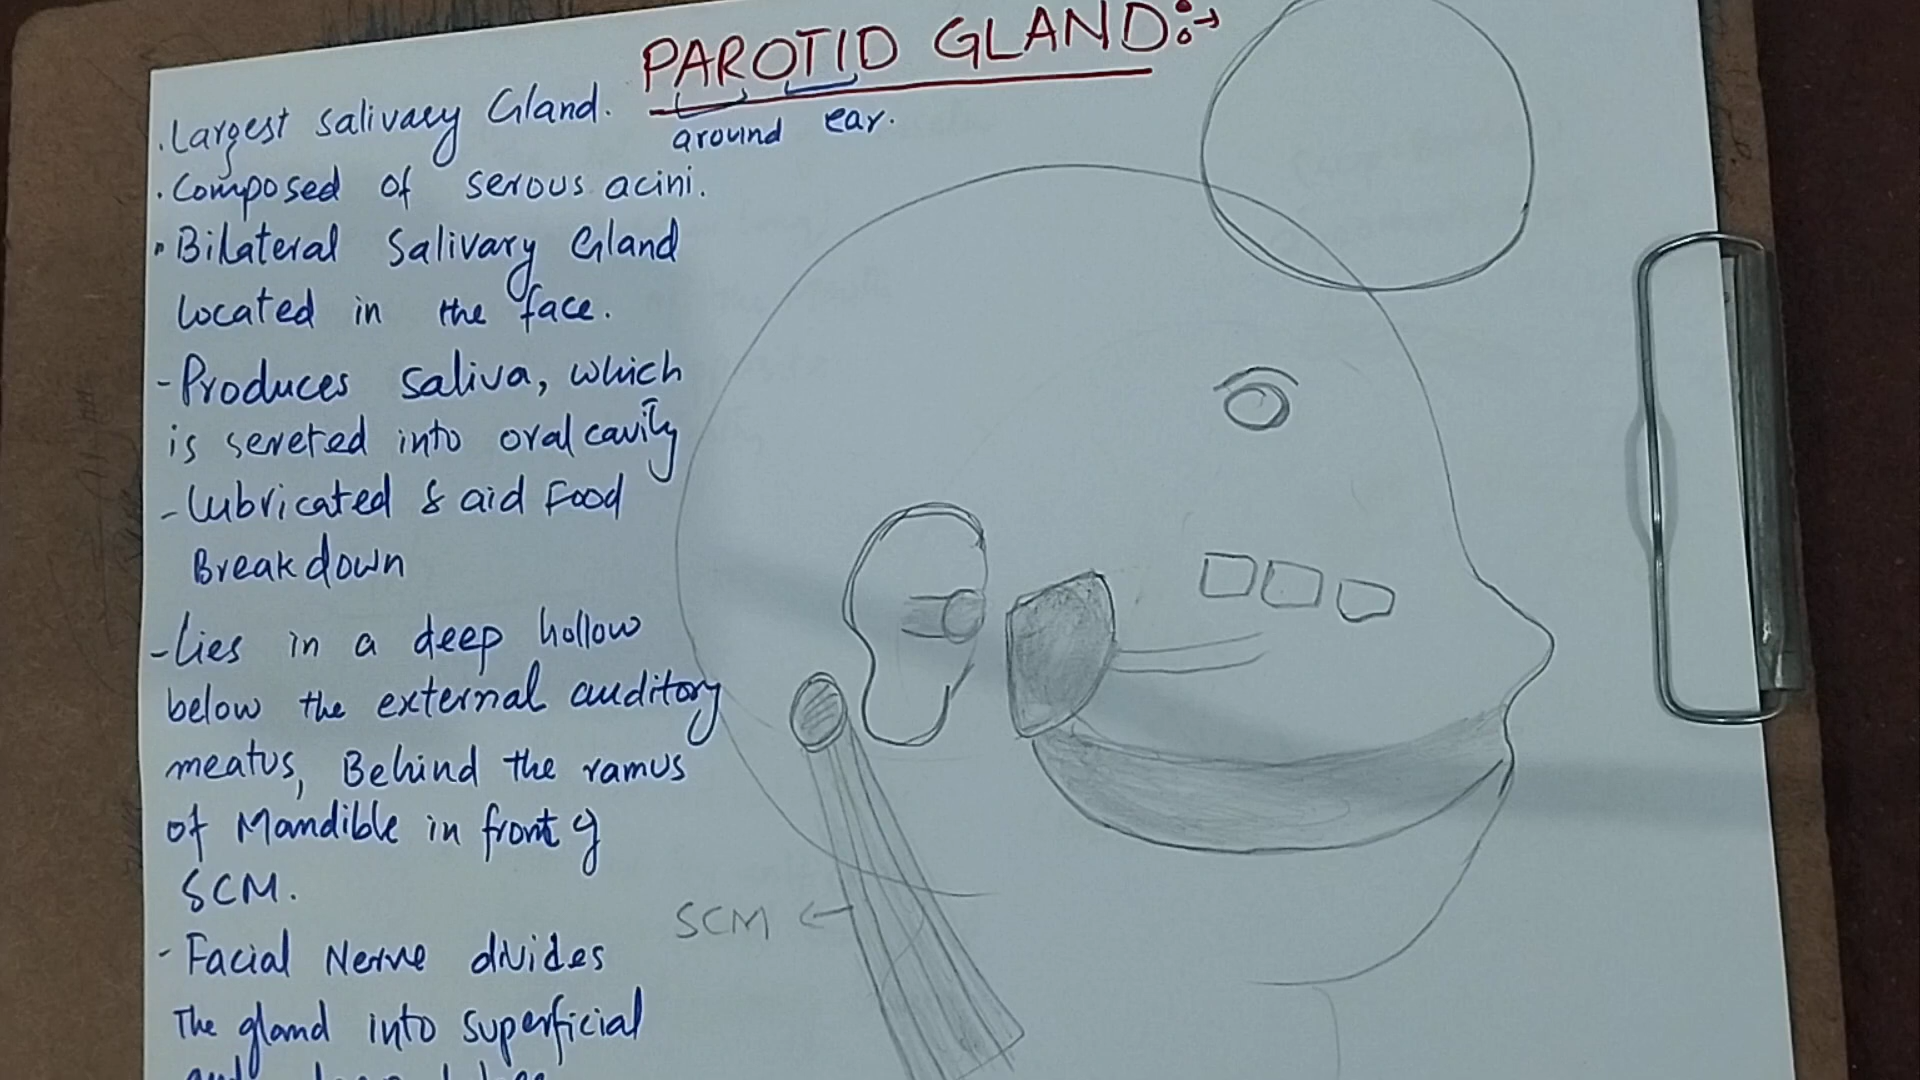 PAROTID GLAND:→
around ear.
. Largest salivary Gland.
. Composed of serous acini.
. Bilateral Salivary Gland
Located in the face.
- Produces saliva, which
is sereted into oral cavity
- Lubricated & aid Food
Breakdown
- Lies in a deep hollow
below the external auditory
meatus, Behind the ramus
of Mandible in front of
SCM.
- Facial Nerve divides
The gland into superficial
SCM ←